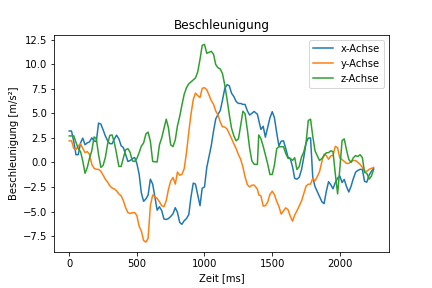 Beschleunigung
12.5
10.0
7.5
5.0
2.5
0.0
−2.5
−5.0
−7.5
Beschleunigung [m/s²]
x-Achse
y-Achse
z-Achse
0 500 1000 1500 2000
Zeit [ms]